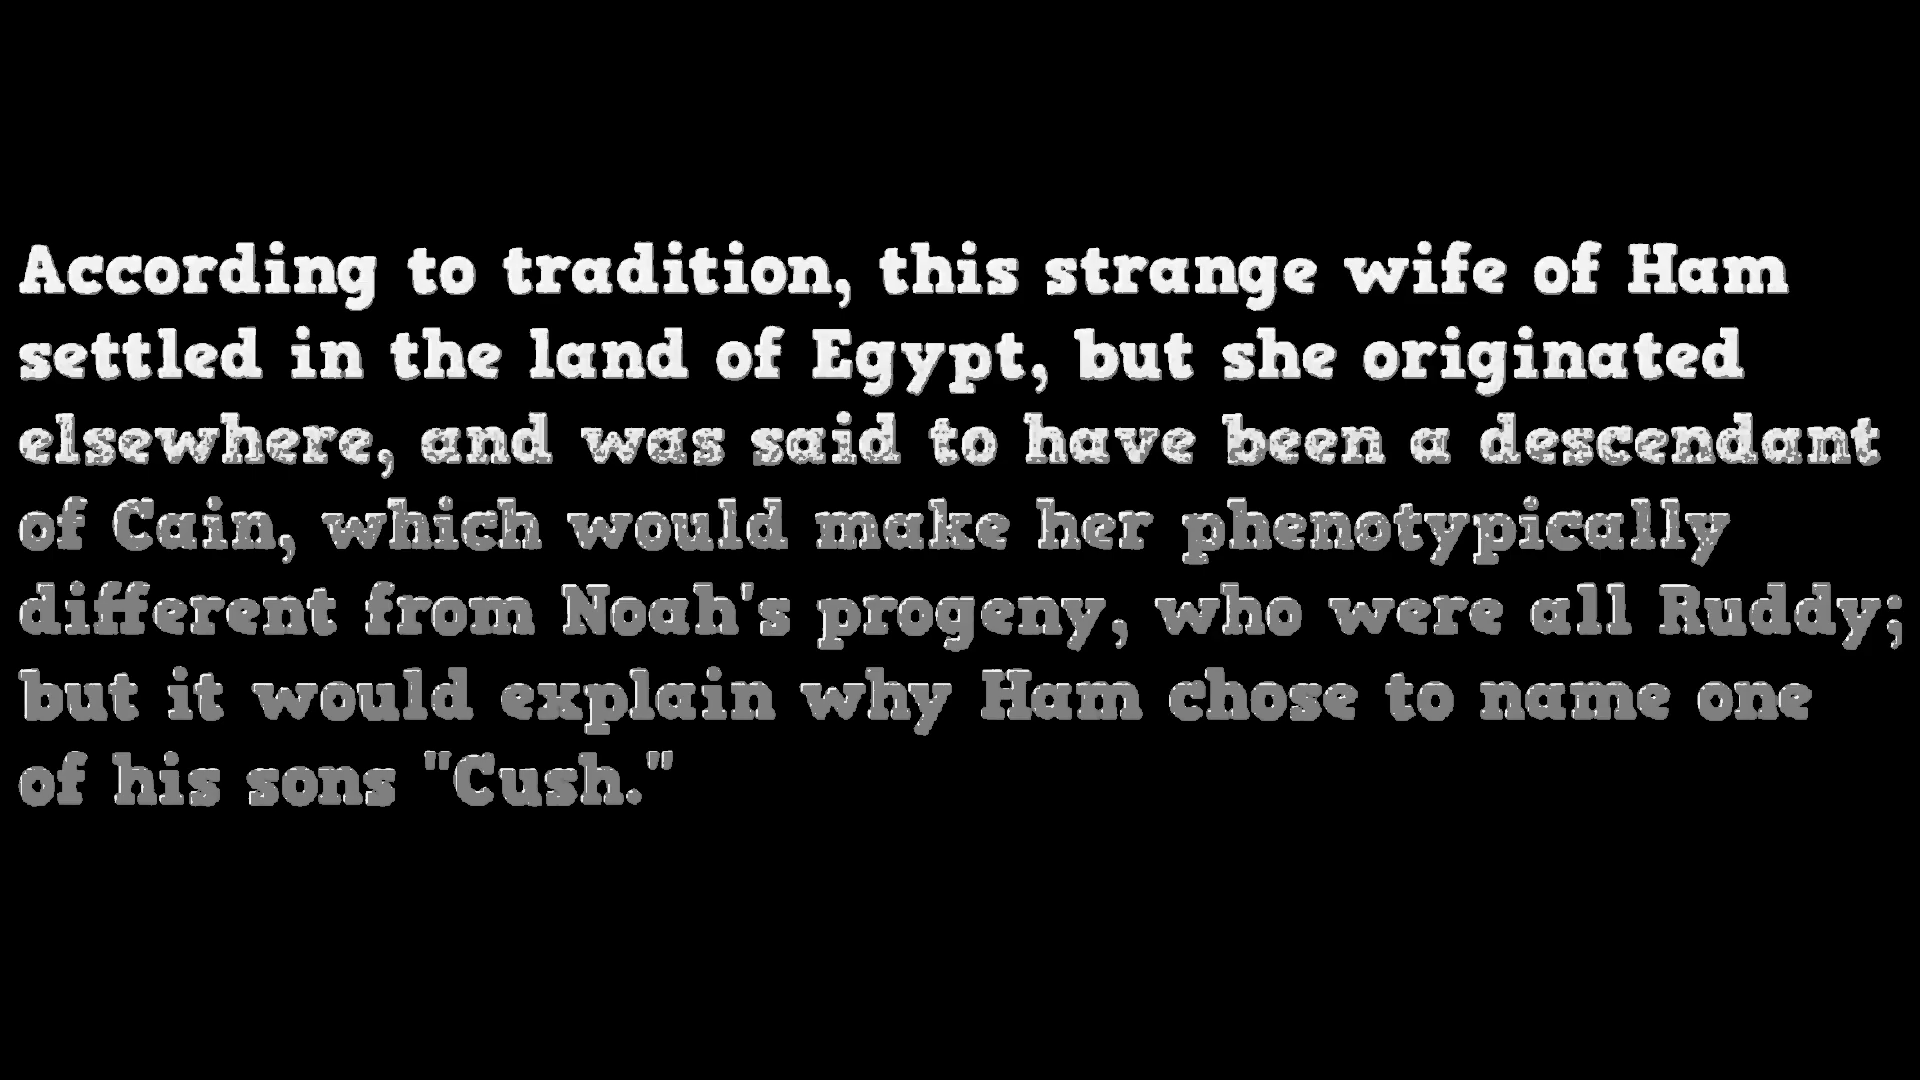 According to tradition, this strange wife of Ham
settled in the land of Egypt, but she originated
elsewhere, and was said to have been a descendant
of Cain, which would make her phenotypically
different from Noah's progeny, who were all Ruddy;
but it would explain why Ham chose to name one
of his sons "Cush."